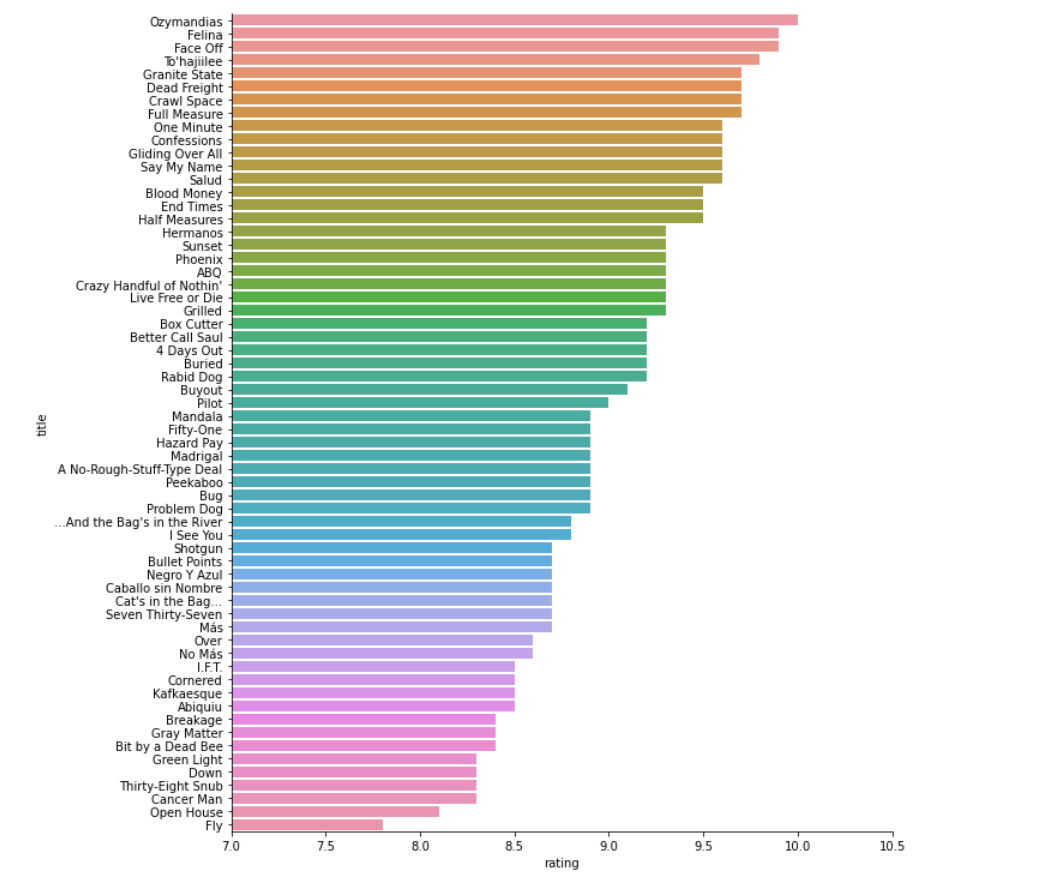 Ozymandias
Felina
Face Off
To'hajiilee
Granite State
Dead Freight
Crawl Space
Full Measure
One Minute
Confessions
Gliding Over All
Say My Name
Salud
Blood Money
End Times
Half Measures
Hermanos
Sunset
Phoenix
ABQ
Crazy Handful of Nothin'
Live Free or Die
Grilled
Box Cutter
Better Call Saul
4 Days Out
Buried
Rabid Dog
Buyout
Pilot
Mandala
title
Fifty-One
Hazard Pay
Madrigal
A No-Rough-Stuff-Type Deal
Peekaboo
Bug
Problem Dog
...And the Bag's in the River
I See You
Shotgun
Bullet Points
Negro Y Azul
Caballo sin Nombre
Cat's in the Bag...
Seven Thirty-Seven
Más
Over
No Más
I.F.T.
Cornered
Kafkaesque
Abiquiu
Breakage
Gray Matter
Bit by a Dead Bee
Green Light
Down
Thirty-Eight Snub
Cancer Man
Open House
Fly
7.0 7.5 8.0 8.5 9.0 9.5 10.0 10.5
rating